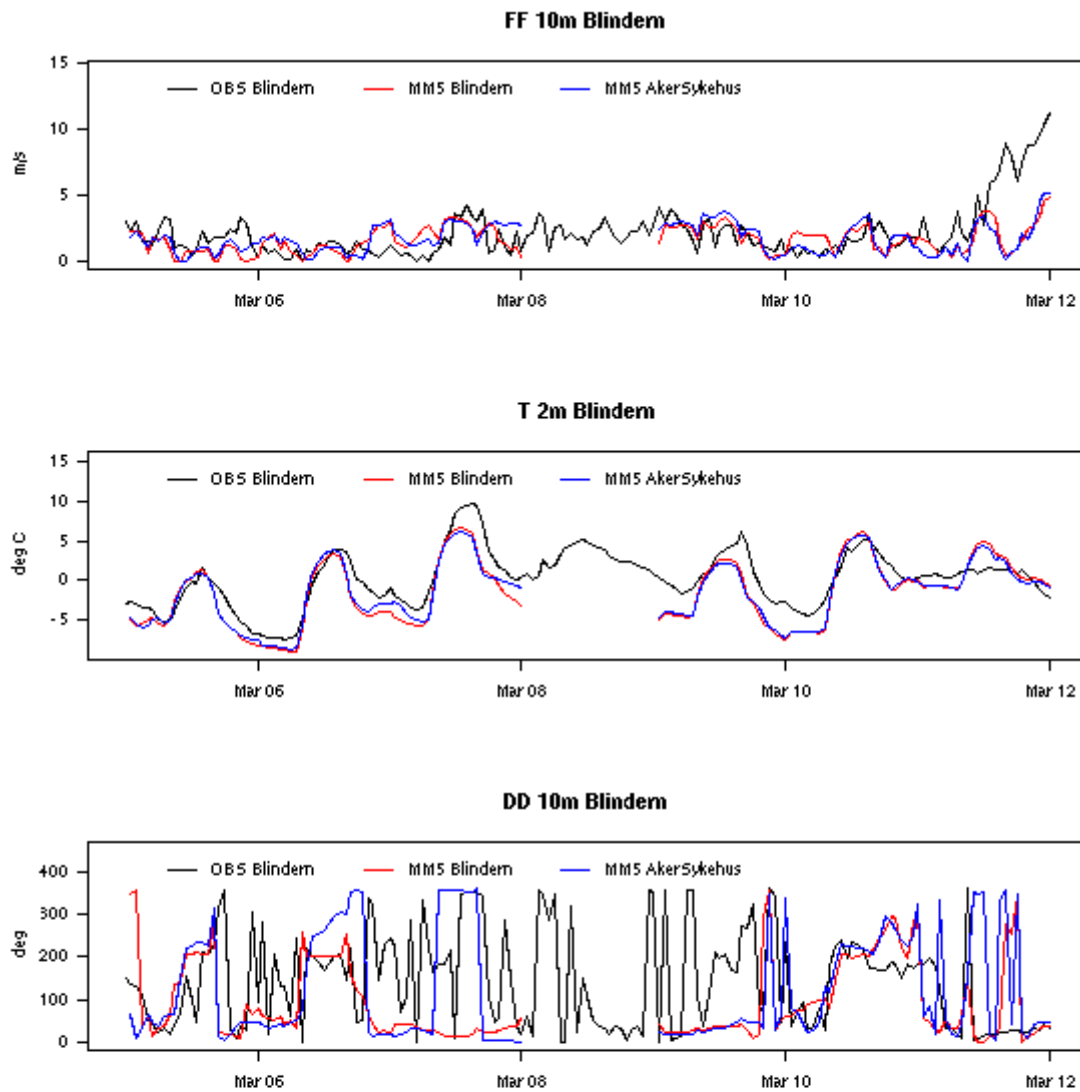 FF 10m Blindern
15
OBS Blindern MM5 Blindern MM5 AkerSykehus
10
m/s
5
0
Mar 06 Mar 08 Mar 10 Mar 12
T 2m Blindern
15
OBS Blindern MM5 Blindern MM5 AkerSykehus
10
5
deg C
0
-5
Mar 06 Mar 08 Mar 10 Mar 12
DD 10m Blindern
400
OBS Blindern MM5 Blindern MM5 AkerSykehus
300
deg
200
100
0
Mar 06 Mar 08 Mar 10 Mar 12